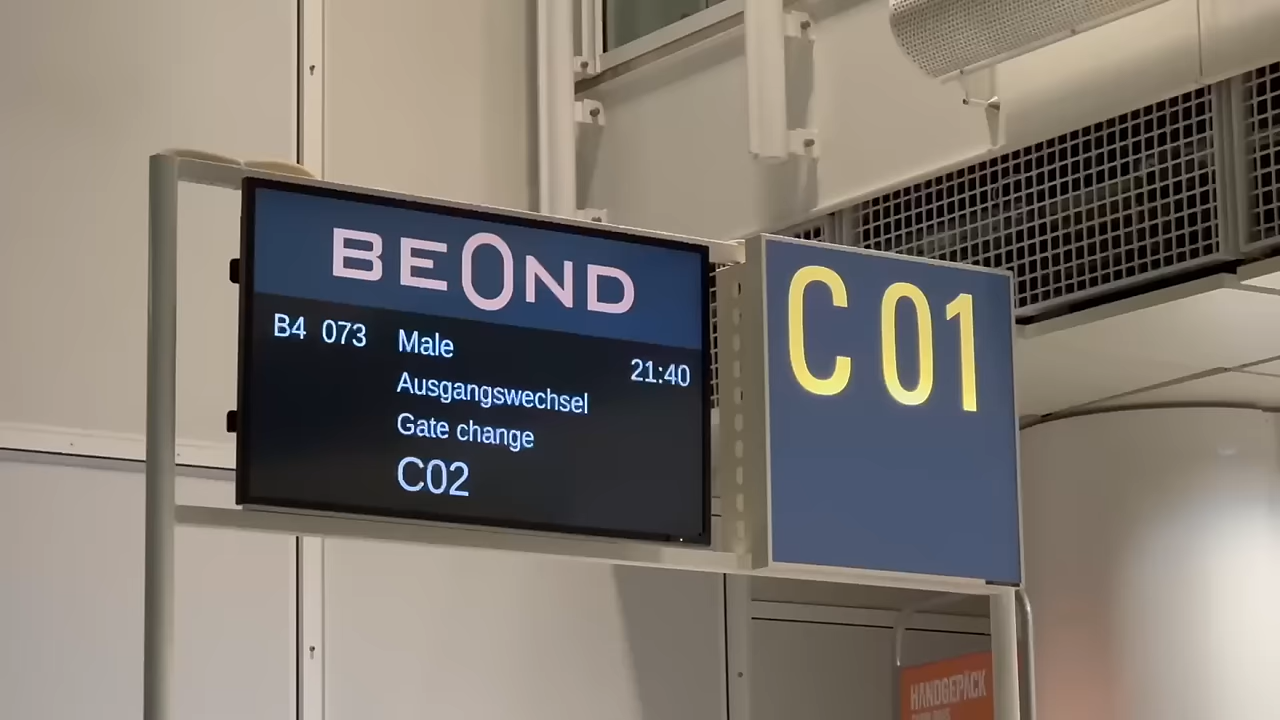 BEOND
B4 073 Male 21:40
Ausgangswechsel
Gate change
C02
C 01
HANDGEPÄCK